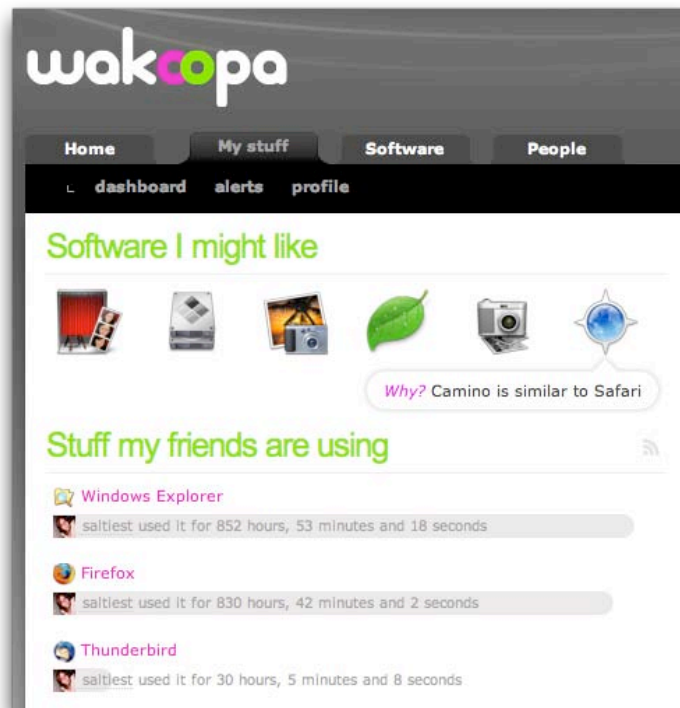 wakoopa
Home My stuff Software People
dashboard alerts profile
Software I might like
Why? Camino is similar to Safari
Stuff my friends are using
Windows Explorer
saltiest used it for 852 hours, 53 minutes and 18 seconds
Firefox
saltiest used it for 830 hours, 42 minutes and 2 seconds
Thunderbird
saltiest used it for 30 hours, 5 minutes and 8 seconds